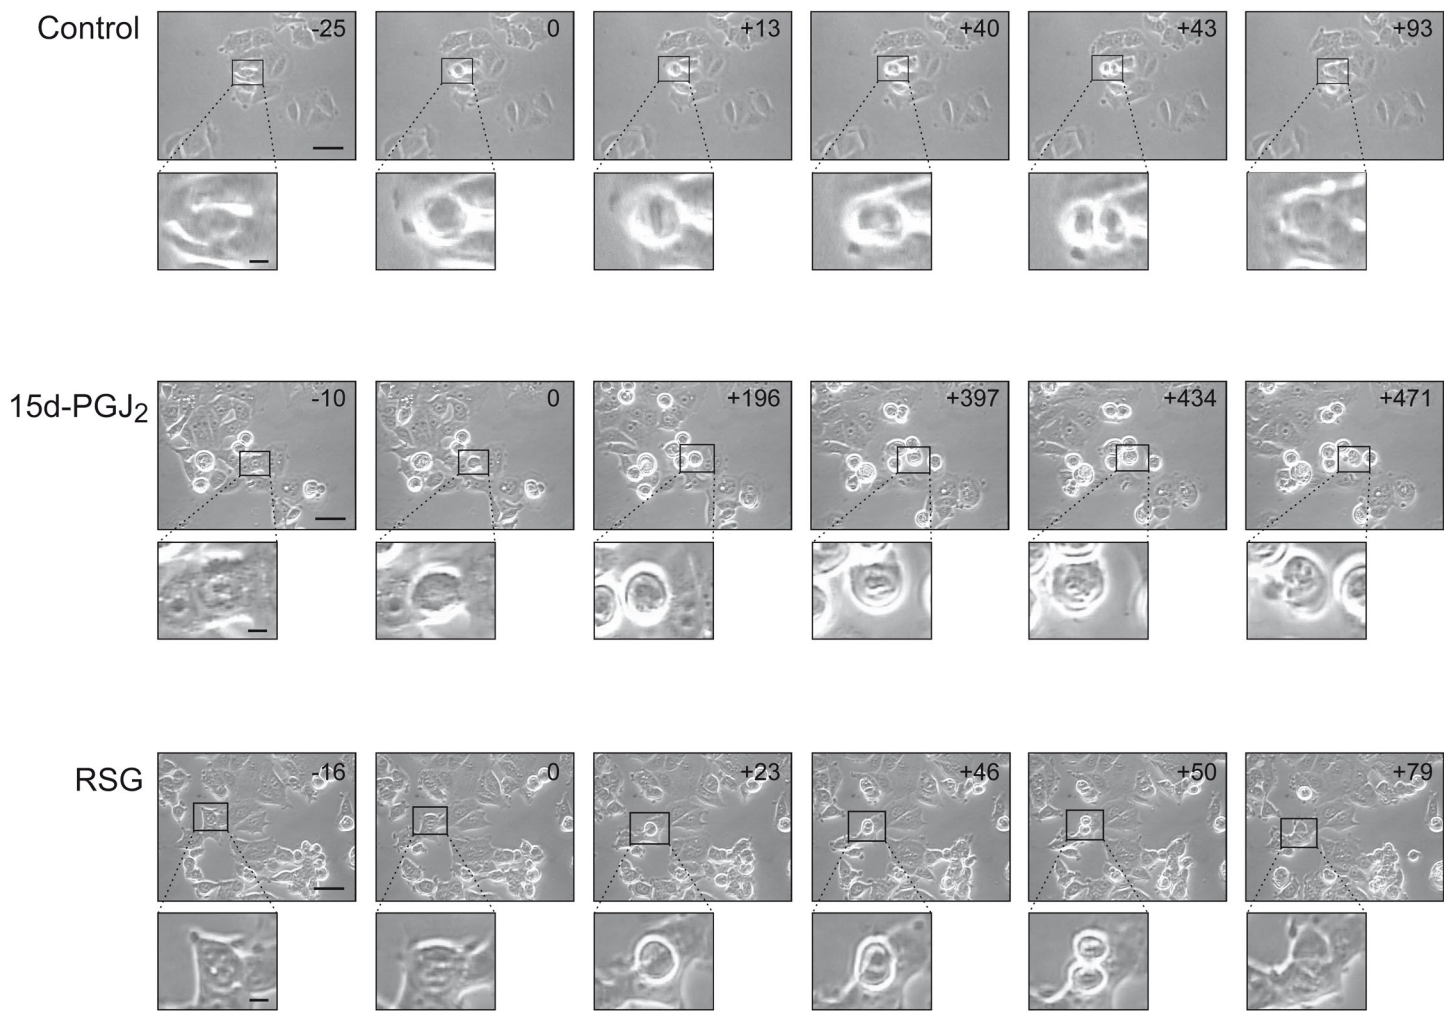 Control -25 0 +13 +40 +43 +93
15d-PGJ2 -10 0 +196 +397 +434 +471
RSG -16 0 +23 +46 +50 +79